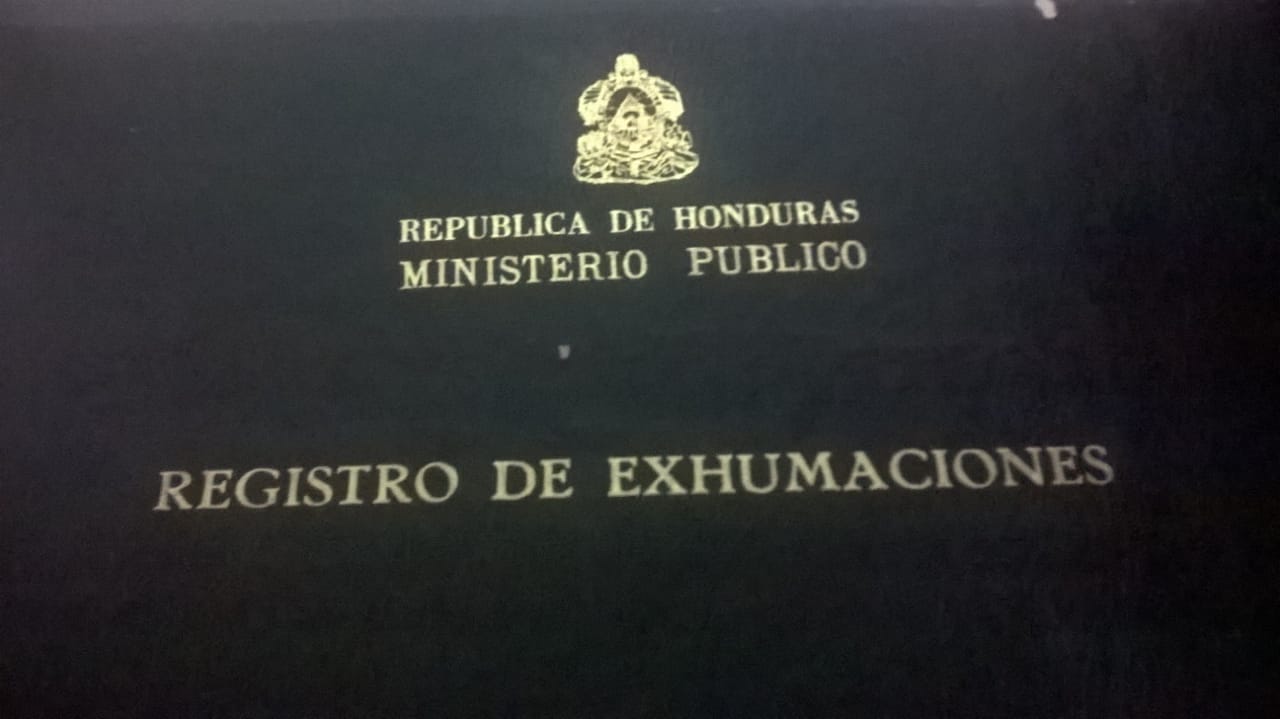 REPUBLICA DE HONDURAS
MINISTERIO PUBLICO
REGISTRO DE EXHUMACIONES